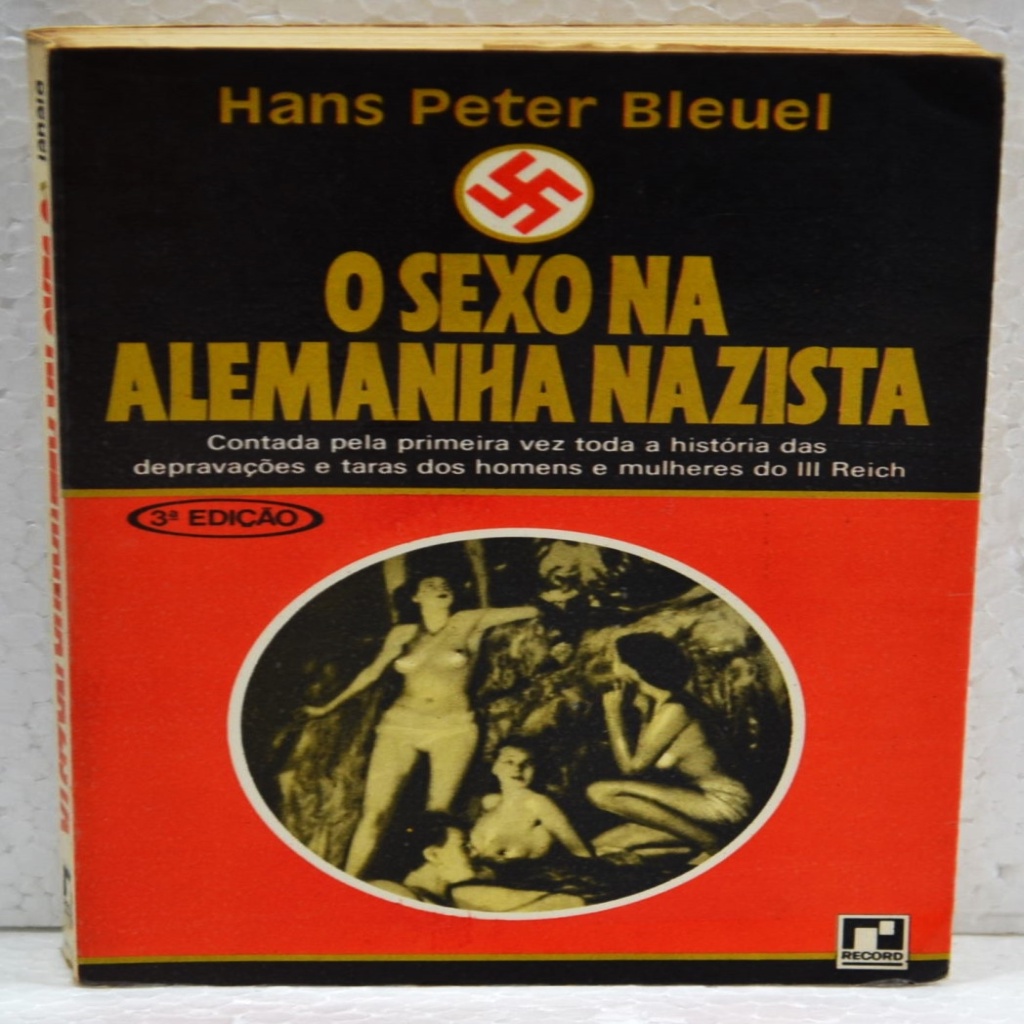 Hans Peter Bleuel
O SEXO NA
ALEMANHA NAZISTA
Contada pela primeira vez toda a história das
depravações e taras dos homens e mulheres do III Reich
3ª EDIÇÃO
RECORD